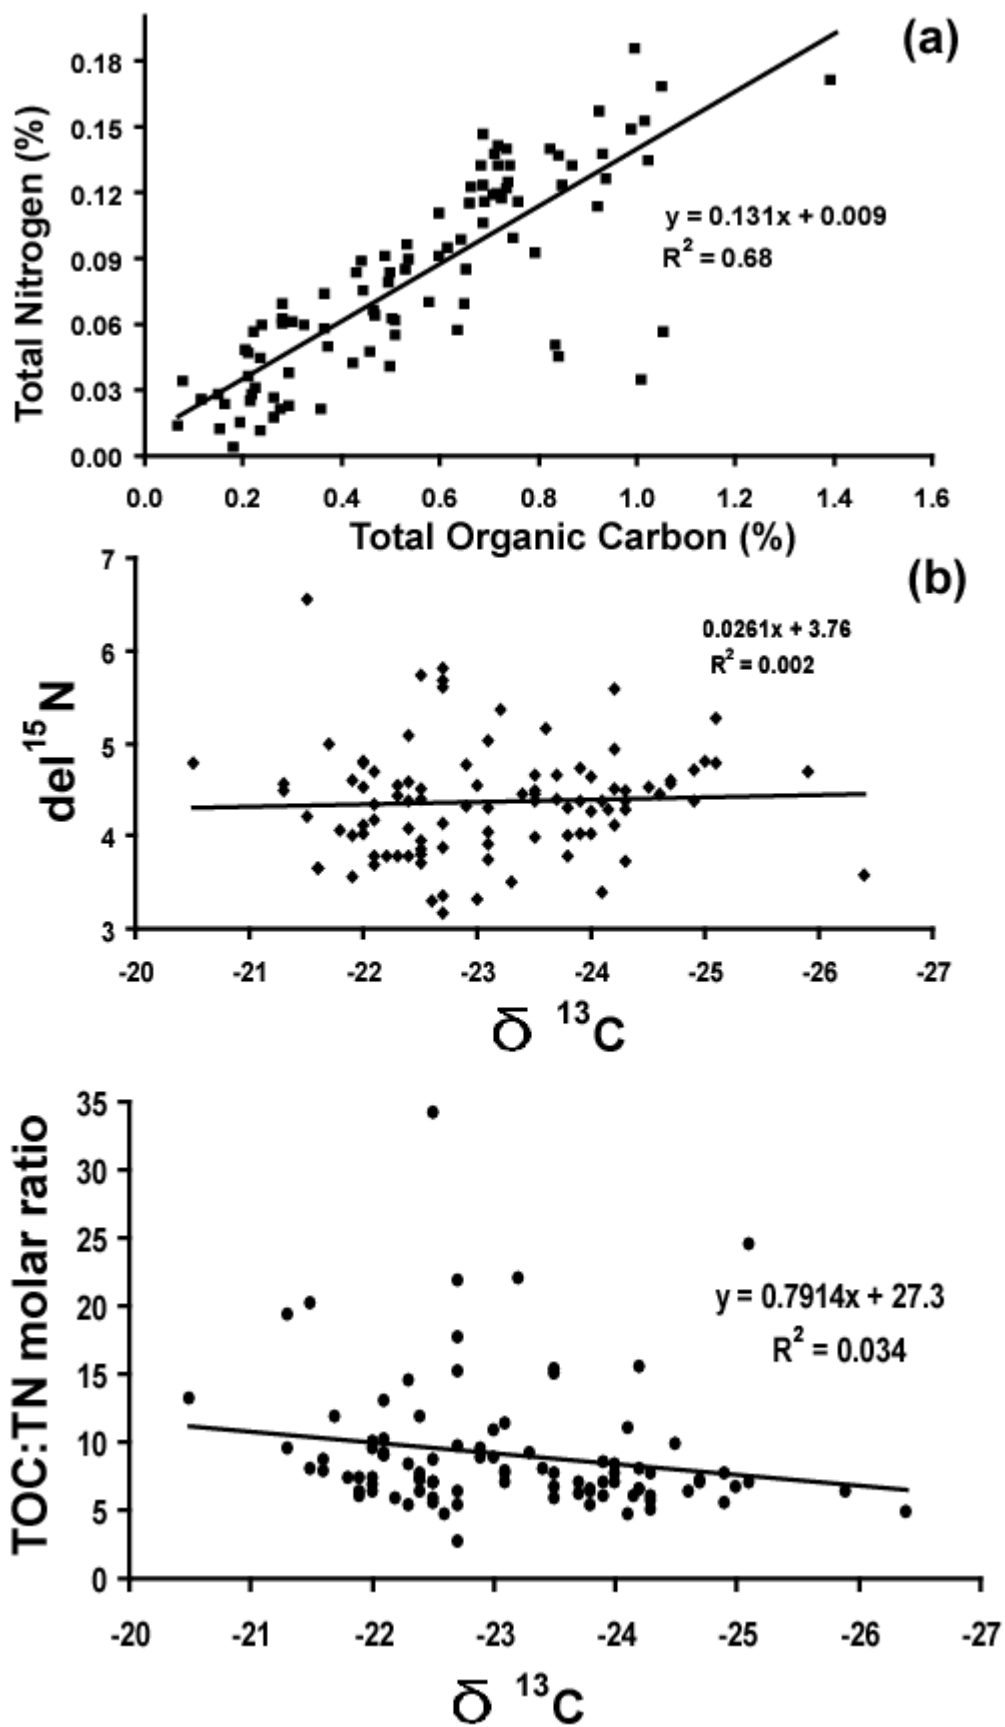 (a)
Total Nitrogen (%)
0.18
0.15
0.12
0.09
0.06
0.03
0.00
y = 0.131x + 0.009
R² = 0.68
0.0 0.2 0.4 0.6 0.8 1.0 1.2 1.4 1.6
Total Organic Carbon (%)
(b)
del¹⁵N
7
6
5
4
3
0.0261x + 3.76
R² = 0.002
-20 -21 -22 -23 -24 -25 -26 -27
δ ¹³C
TOC:TN molar ratio
35
30
25
20
15
10
5
0
y = 0.7914x + 27.3
R² = 0.034
-20 -21 -22 -23 -24 -25 -26 -27
δ ¹³C